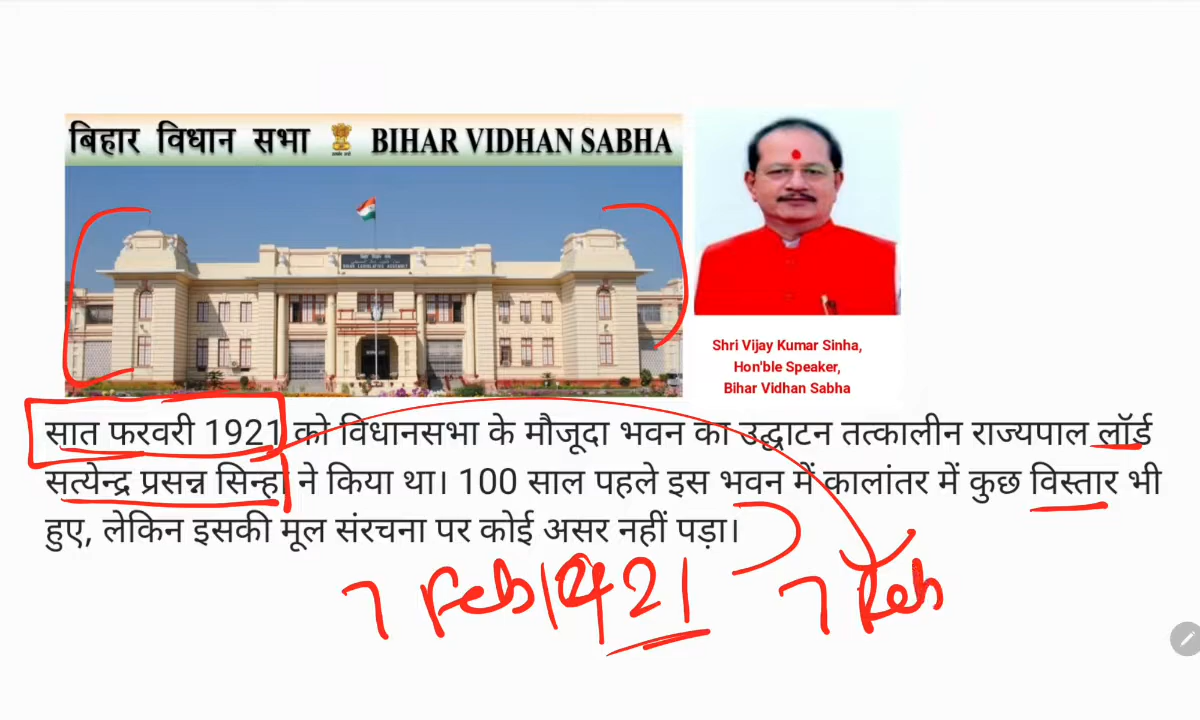 बिहार विधान सभा BIHAR VIDHAN SABHA
BIHAR LEGISLATIVE ASSEMBLY
Shri Vijay Kumar Sinha,
Hon'ble Speaker,
Bihar Vidhan Sabha
सात फरवरी 1921 को विधानसभा के मौजूदा भवन का उद्घाटन तत्कालीन राज्यपाल लॉर्ड
सत्येन्द्र प्रसन्न सिन्हा ने किया था। 100 साल पहले इस भवन में कालांतर में कुछ विस्तार भी
हुए, लेकिन इसकी मूल संरचना पर कोई असर नहीं पड़ा।
7 Feb 1921 7 Feb